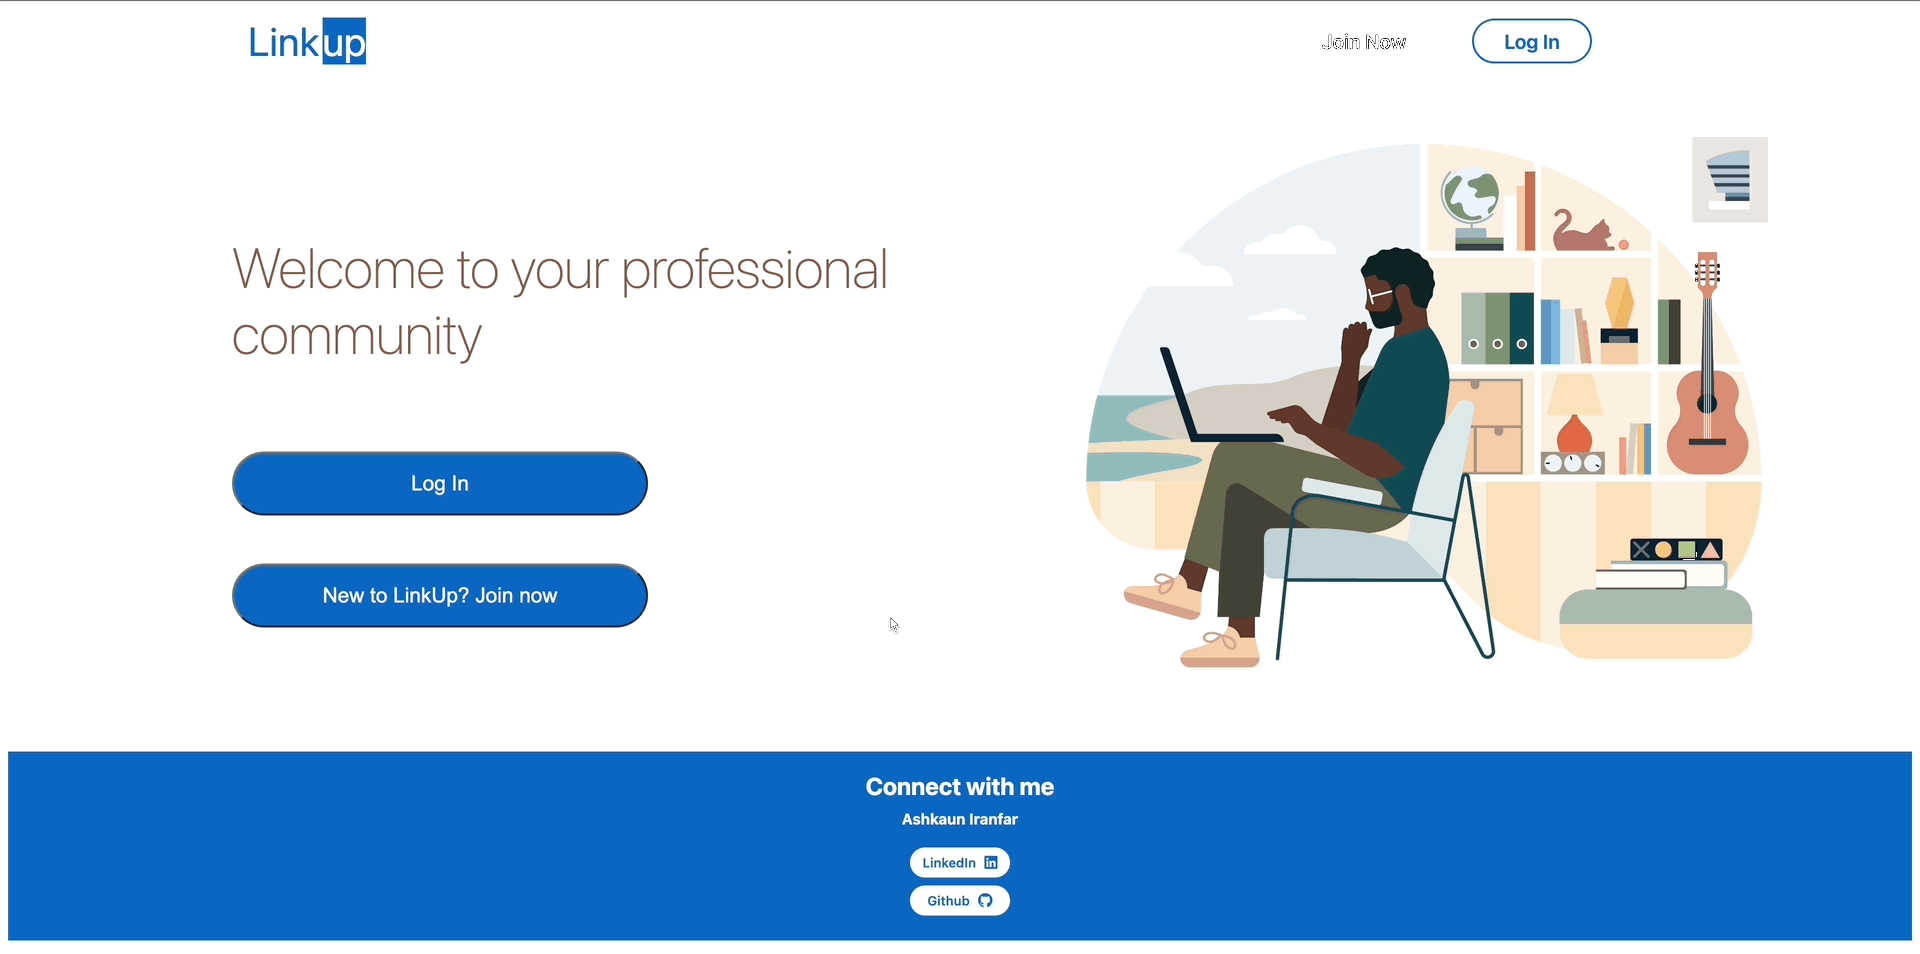 Linkup
Join Now
Log In
Welcome to your professional
community
Log In
New to LinkUp? Join now
Connect with me
Ashkaun Iranfar
LinkedIn in
Github